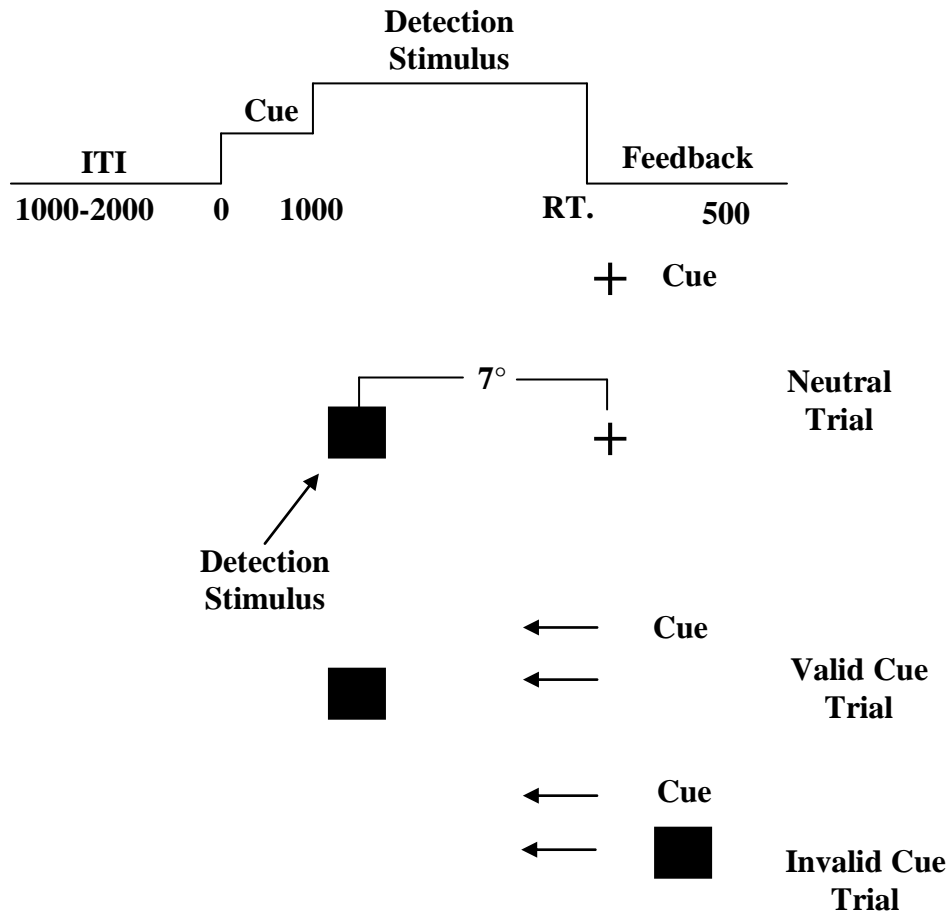 Detection
Stimulus
Cue
ITI
Feedback
1000-2000 0 1000 RT. 500
Cue
7°
Neutral
Trial
Detection
Stimulus
Cue
Valid Cue
Trial
Cue
Invalid Cue
Trial